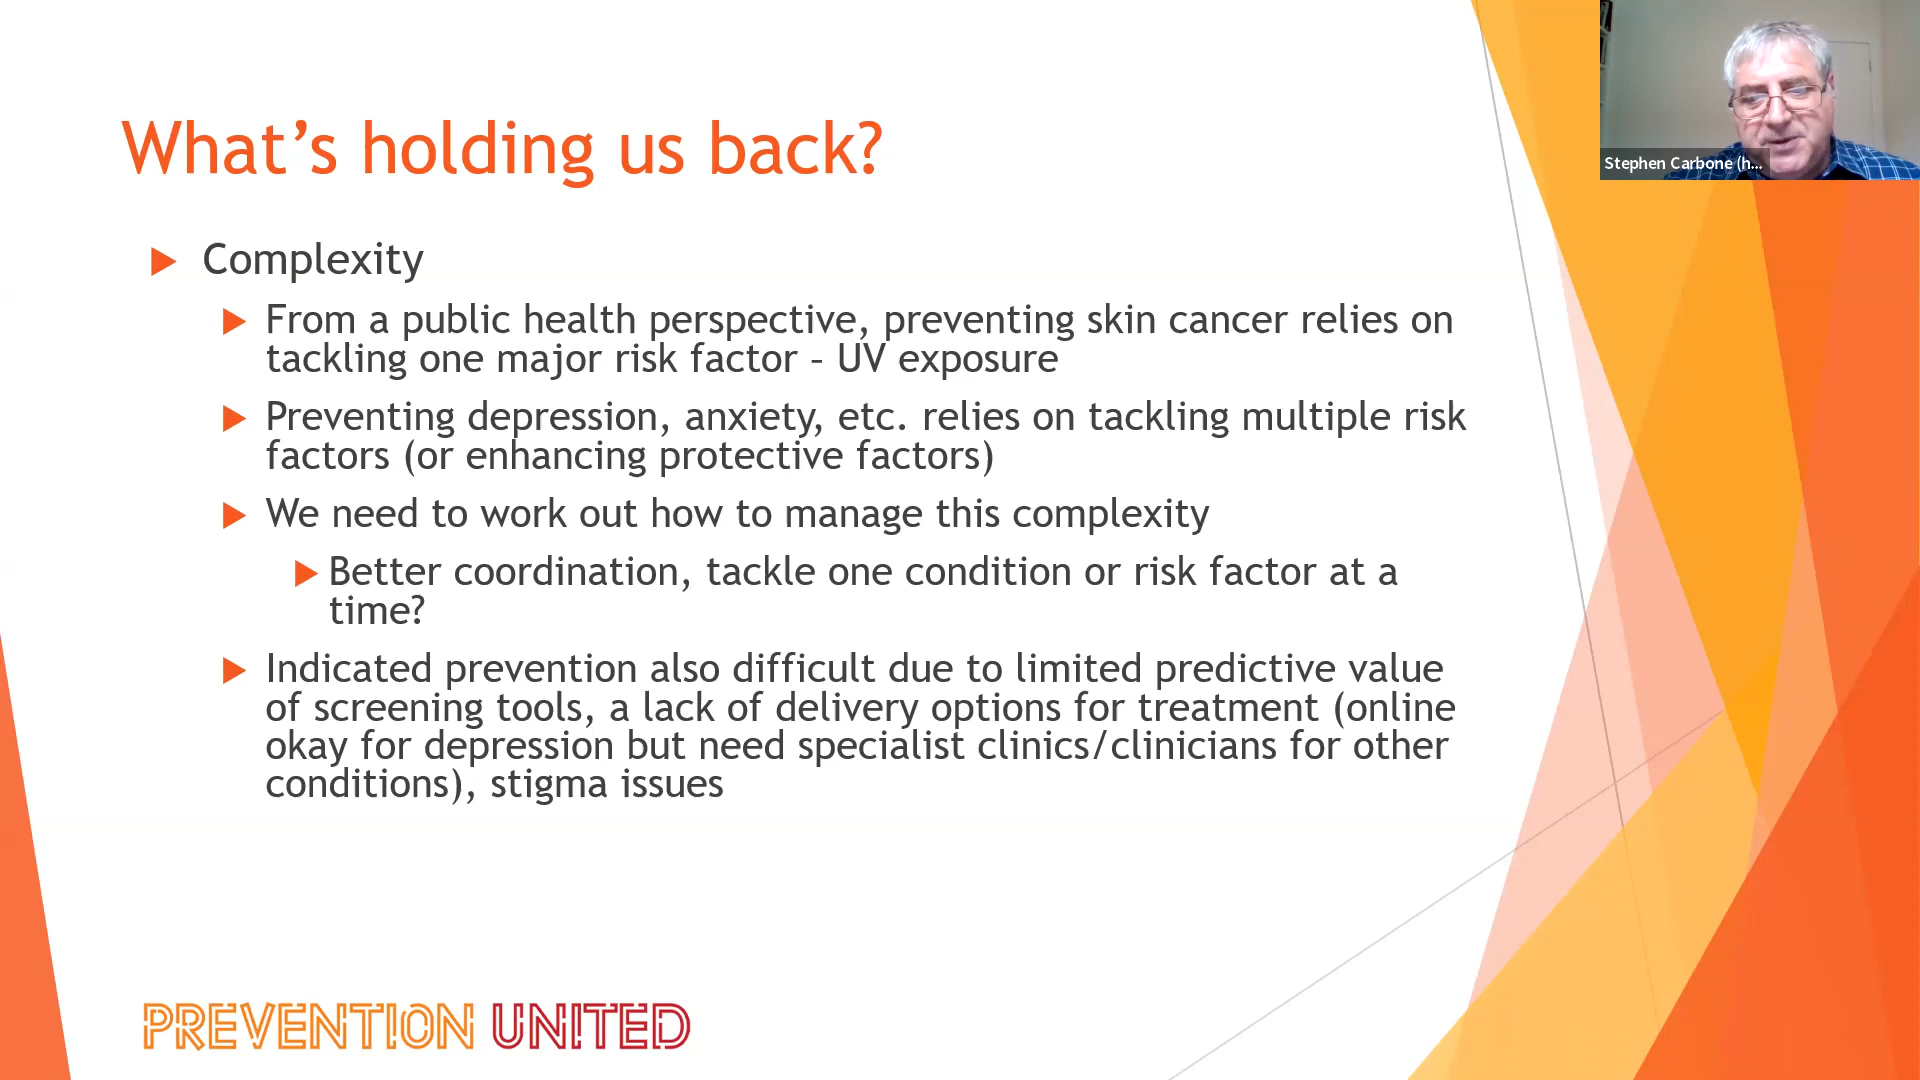 What’s holding us back?
Stephen Carbone (h...
Complexity
From a public health perspective, preventing skin cancer relies on
tackling one major risk factor – UV exposure
Preventing depression, anxiety, etc. relies on tackling multiple risk
factors (or enhancing protective factors)
We need to work out how to manage this complexity
Better coordination, tackle one condition or risk factor at a
time?
Indicated prevention also difficult due to limited predictive value
of screening tools, a lack of delivery options for treatment (online
okay for depression but need specialist clinics/clinicians for other
conditions), stigma issues
PREVENTION UNITED